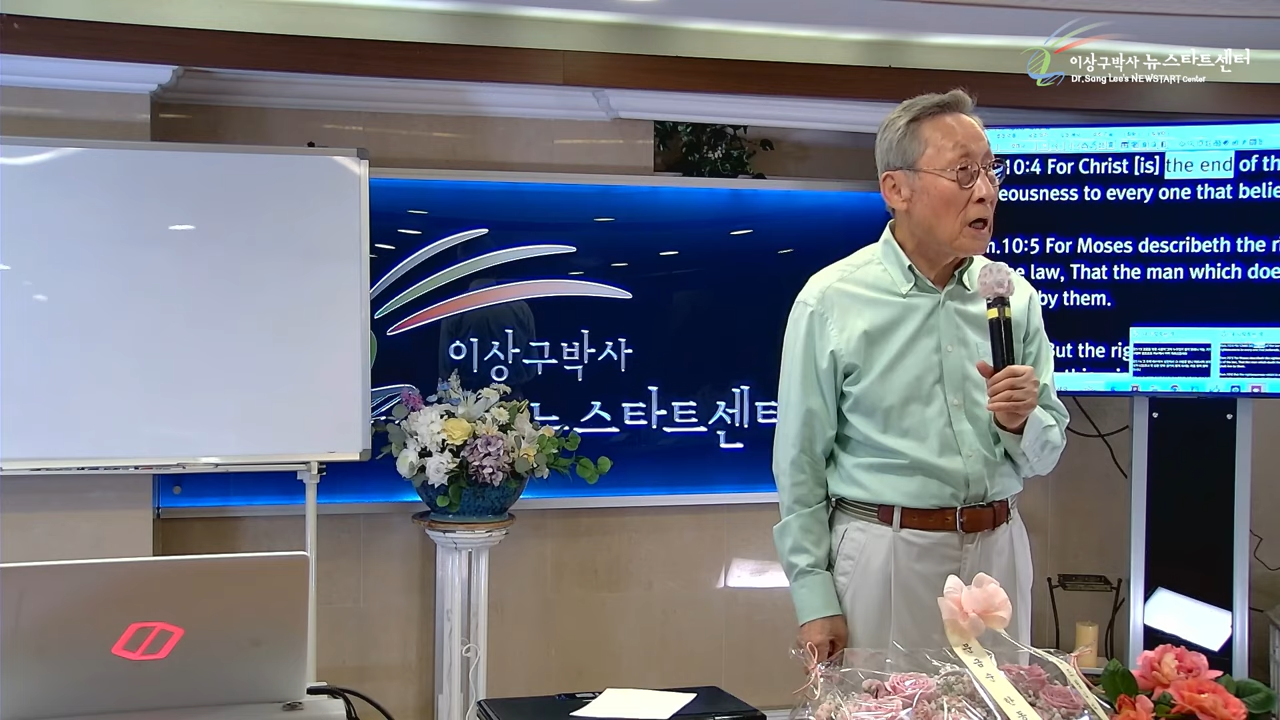 이상구박사 뉴스타트센터
Dr.Sang Lee's NEWSTART Center
10:4 For Christ [is] the end of th
eousness to every one that belie
n.10:5 For Moses describeth the r
e law, That the man which doe
by them.
But the rig
이상구박사
뉴스타트센터